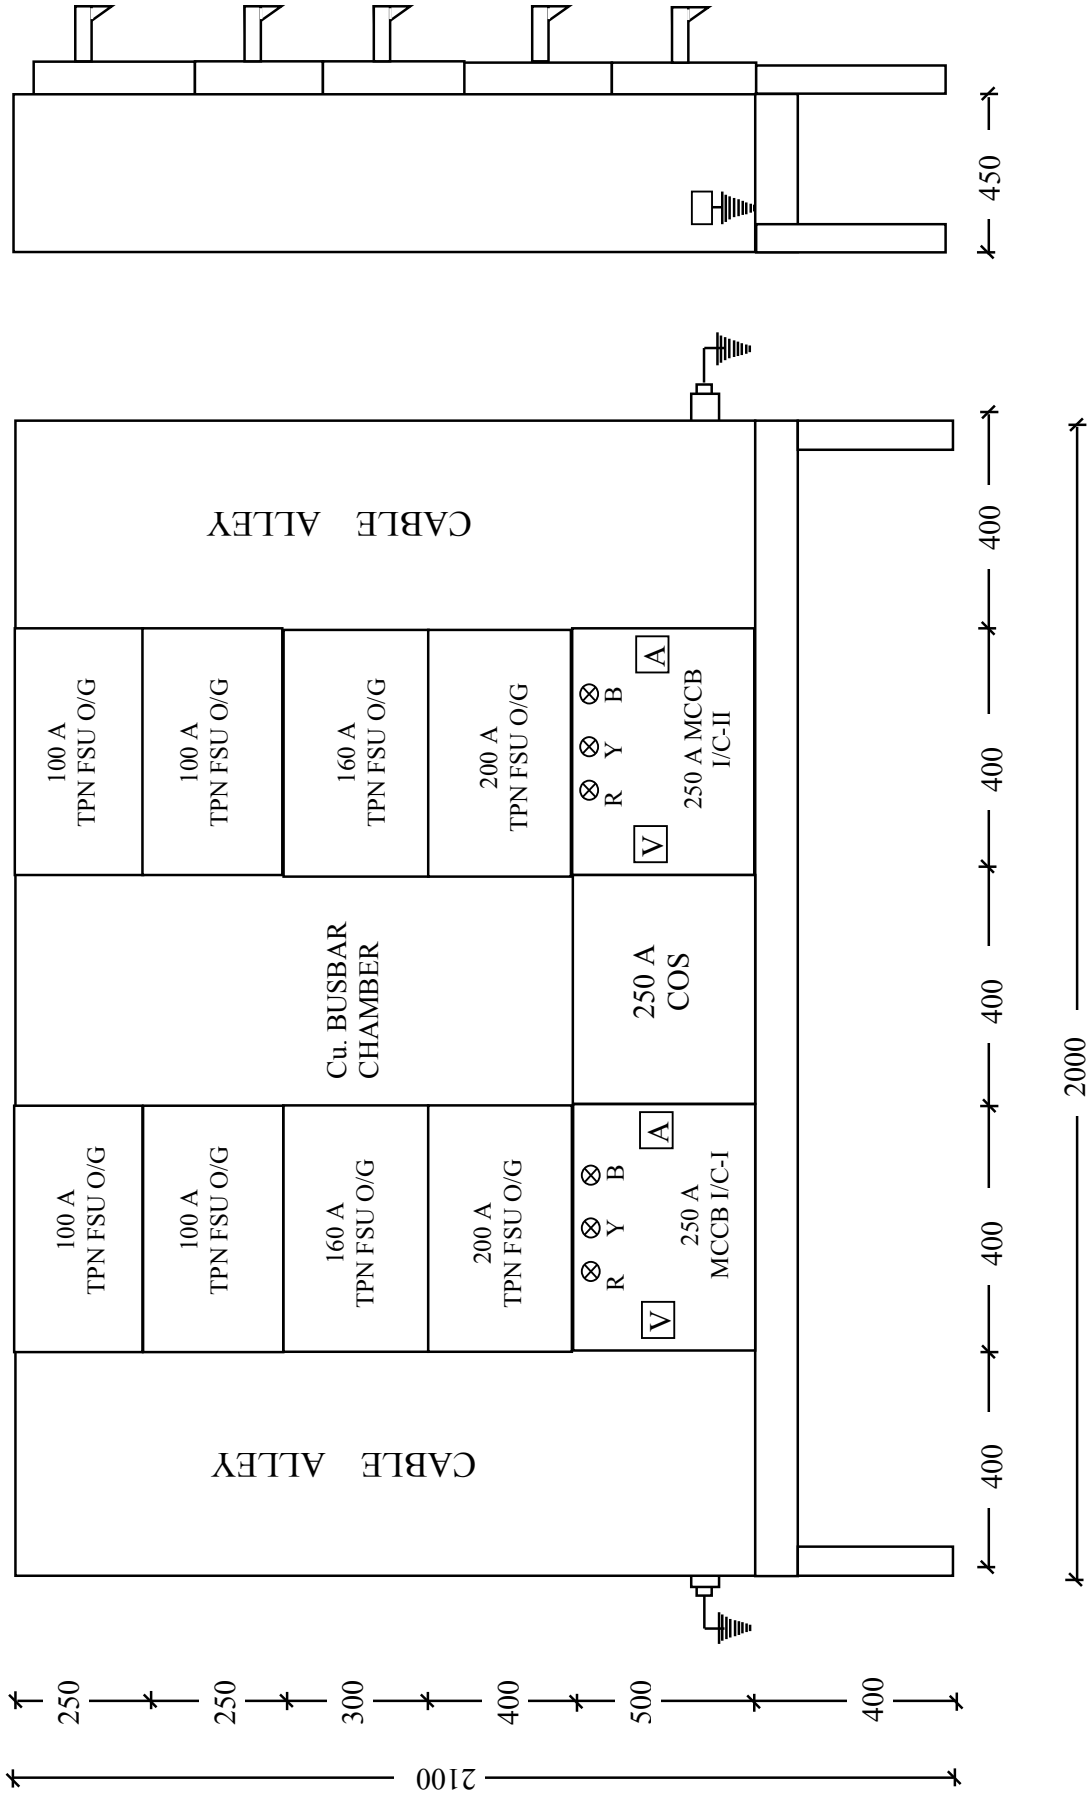 100 A
TPN FSU O/G
100 A
TPN FSU O/G
160 A
TPN FSU O/G
200 A
TPN FSU O/G
R Y B
V
A
250 A
MCCB I/C-I
Cu. BUSBAR
CHAMBER
250 A
COS
100 A
TPN FSU O/G
100 A
TPN FSU O/G
160 A
TPN FSU O/G
200 A
TPN FSU O/G
R Y B
V
A
250 A MCCB
I/C-II
CABLE ALLEY
CABLE ALLEY
250
250
300
400
500
400
2100
400
400
400
400
400
2000
450